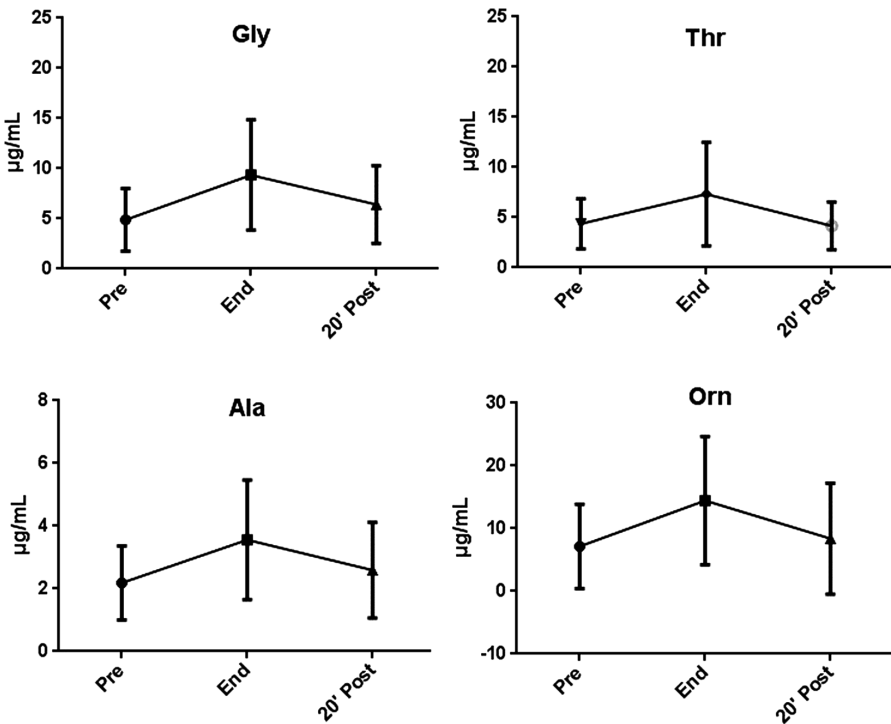 Gly
25
20
15
10
5
0
µg/mL
Pre
End
20' Post
Thr
25
20
15
10
5
0
µg/mL
Pre
End
20' Post
Ala
8
6
4
2
0
µg/mL
Pre
End
20' Post
Orn
30
20
10
0
-10
µg/mL
Pre
End
20' Post